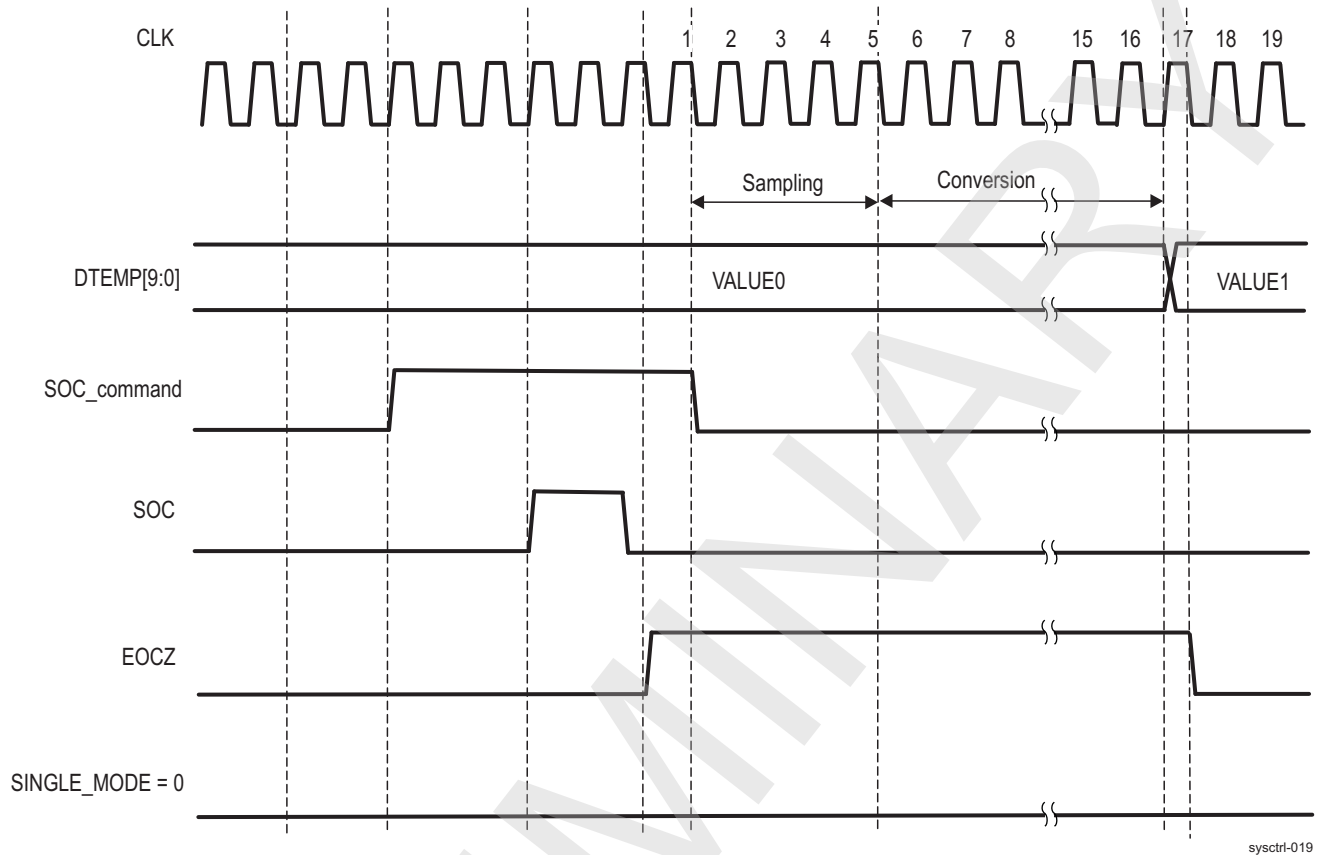 CLK
1 2 3 4 5 6 7 8 15 16 17 18 19
Sampling
Conversion
DTEMP[9:0]
VALUE0
VALUE1
SOC_command
SOC
EOCZ
SINGLE_MODE = 0
sysctrl-019
MINARY